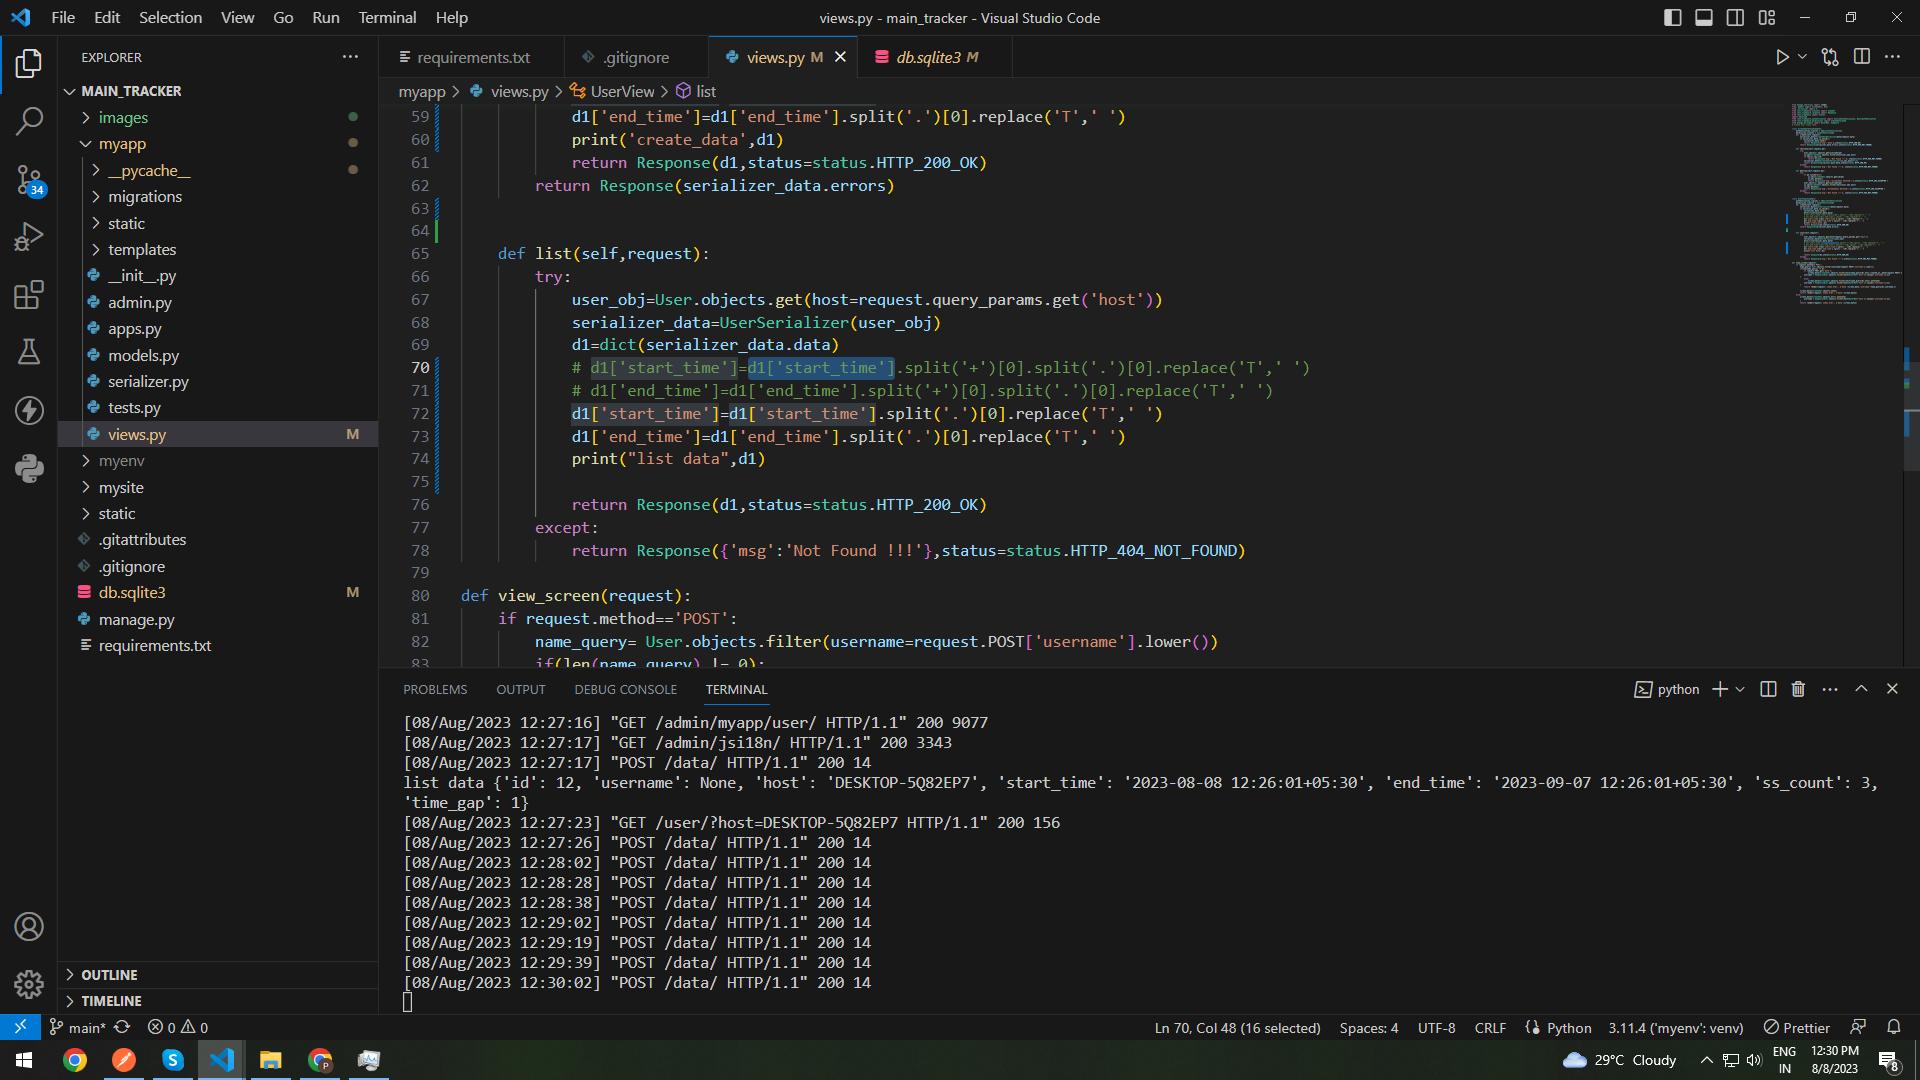 File Edit Selection View Go Run Terminal Help
views.py - main_tracker - Visual Studio Code
EXPLORER
MAIN_TRACKER
images
myapp
__pycache__
migrations
static
templates
__init__.py
admin.py
apps.py
models.py
serializer.py
tests.py
views.py M
myenv
mysite
static
.gitattributes
.gitignore
db.sqlite3 M
manage.py
requirements.txt
OUTLINE
TIMELINE
34
requirements.txt .gitignore views.py M db.sqlite3 M
myapp > views.py > UserView > list
59 d1['end_time']=d1['end_time'].split('.')[0].replace('T',' ')
60 print('create_data',d1)
61 return Response(d1,status=status.HTTP_200_OK)
62 return Response(serializer_data.errors)
63
64
65 def list(self,request):
66 try:
67 user_obj=User.objects.get(host=request.query_params.get('host'))
68 serializer_data=UserSerializer(user_obj)
69 d1=dict(serializer_data.data)
70 # d1['start_time']=d1['start_time'].split('+')[0].split('.')[0].replace('T',' ')
71 # d1['end_time']=d1['end_time'].split('+')[0].split('.')[0].replace('T',' ')
72 d1['start_time']=d1['start_time'].split('.')[0].replace('T',' ')
73 d1['end_time']=d1['end_time'].split('.')[0].replace('T',' ')
74 print("list data",d1)
75
76 return Response(d1,status=status.HTTP_200_OK)
77 except:
78 return Response({'msg':'Not Found !!!'},status=status.HTTP_404_NOT_FOUND)
79
80 def view_screen(request):
81 if request.method=='POST':
82 name_query= User.objects.filter(username=request.POST['username'].lower())
83 if(len(name_query) != 0):
PROBLEMS OUTPUT DEBUG CONSOLE TERMINAL
python
[08/Aug/2023 12:27:16] "GET /admin/myapp/user/ HTTP/1.1" 200 9077
[08/Aug/2023 12:27:17] "GET /admin/jsi18n/ HTTP/1.1" 200 3343
[08/Aug/2023 12:27:17] "POST /data/ HTTP/1.1" 200 14
list data {'id': 12, 'username': None, 'host': 'DESKTOP-5Q82EP7', 'start_time': '2023-08-08 12:26:01+05:30', 'end_time': '2023-09-07 12:26:01+05:30', 'ss_count': 3,
'time_gap': 1}
[08/Aug/2023 12:27:23] "GET /user/?host=DESKTOP-5Q82EP7 HTTP/1.1" 200 156
[08/Aug/2023 12:27:26] "POST /data/ HTTP/1.1" 200 14
[08/Aug/2023 12:28:02] "POST /data/ HTTP/1.1" 200 14
[08/Aug/2023 12:28:28] "POST /data/ HTTP/1.1" 200 14
[08/Aug/2023 12:28:38] "POST /data/ HTTP/1.1" 200 14
[08/Aug/2023 12:29:02] "POST /data/ HTTP/1.1" 200 14
[08/Aug/2023 12:29:19] "POST /data/ HTTP/1.1" 200 14
[08/Aug/2023 12:29:39] "POST /data/ HTTP/1.1" 200 14
[08/Aug/2023 12:30:02] "POST /data/ HTTP/1.1" 200 14
main* 0 0
Ln 70, Col 48 (16 selected) Spaces: 4 UTF-8 CRLF Python 3.11.4 ('myenv': venv) Prettier
29°C Cloudy
ENG
IN
12:30 PM
8/8/2023
8